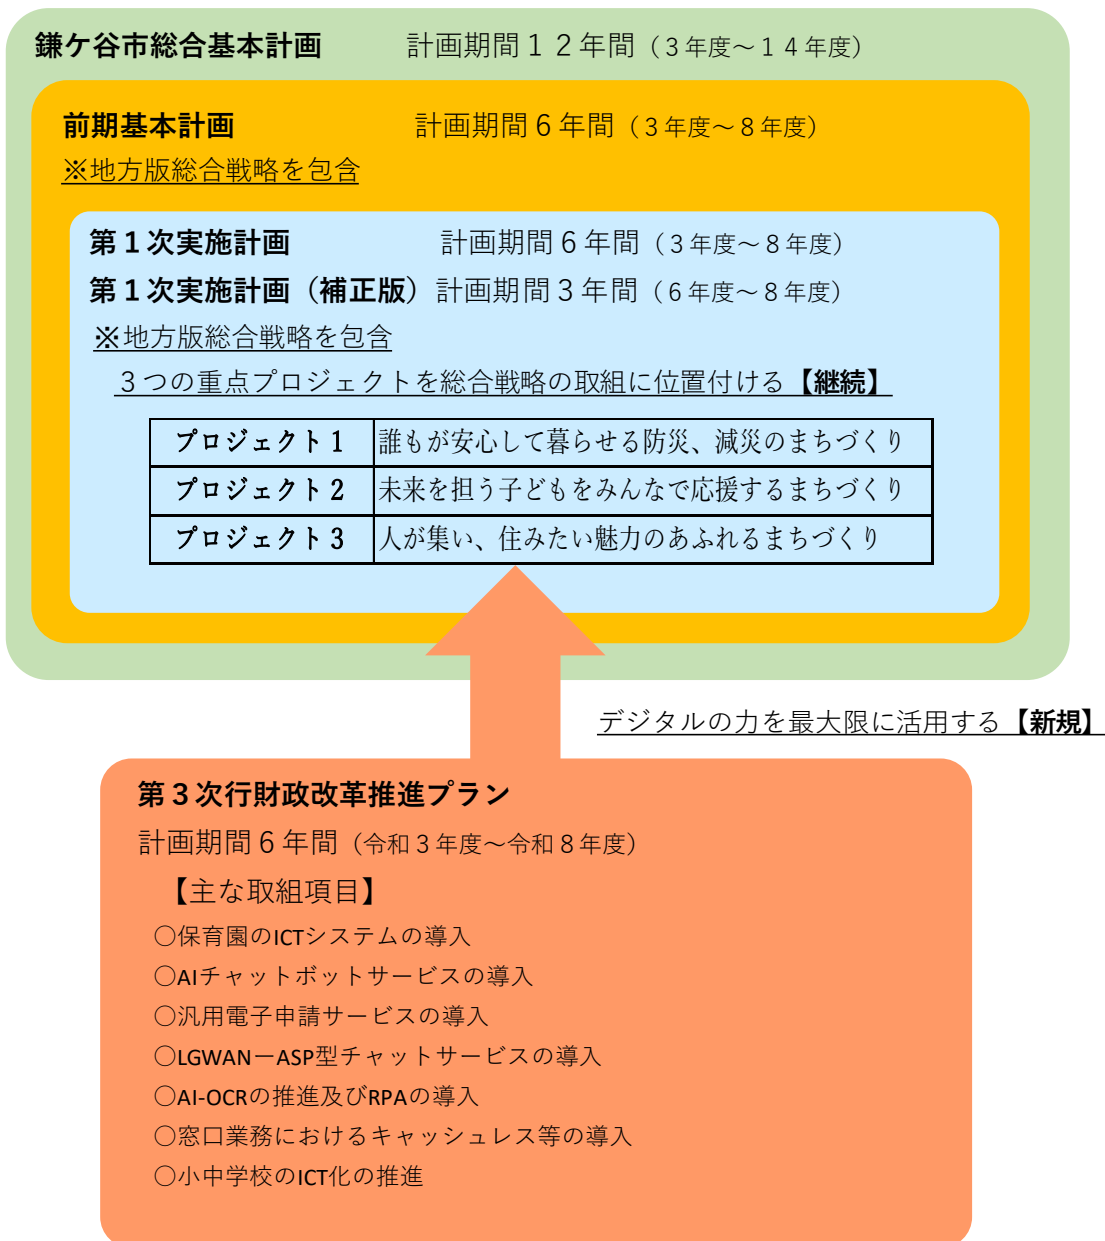 鎌ケ谷市総合基本計画 計画期間１２年間（３年度～１４年度）
前期基本計画 計画期間６年間（３年度～８年度）
※地方版総合戦略を包含
第１次実施計画 計画期間６年間（３年度～８年度）
第１次実施計画（補正版）計画期間３年間（６年度～８年度）
※地方版総合戦略を包含
３つの重点プロジェクトを総合戦略の取組に位置付ける【継続】
プロジェクト１ 誰もが安心して暮らせる防災、減災のまちづくり
プロジェクト２ 未来を担う子どもをみんなで応援するまちづくり
プロジェクト３ 人が集い、住みたい魅力のあふれるまちづくり
デジタルの力を最大限に活用する【新規】
第３次行財政改革推進プラン
計画期間６年間（令和３年度～令和８年度）
【主な取組項目】
○保育園のICTシステムの導入
○AIチャットボットサービスの導入
○汎用電子申請サービスの導入
○LGWAN－ASP型チャットサービスの導入
○AI-OCRの推進及びRPAの導入
○窓口業務におけるキャッシュレス等の導入
○小中学校のICT化の推進